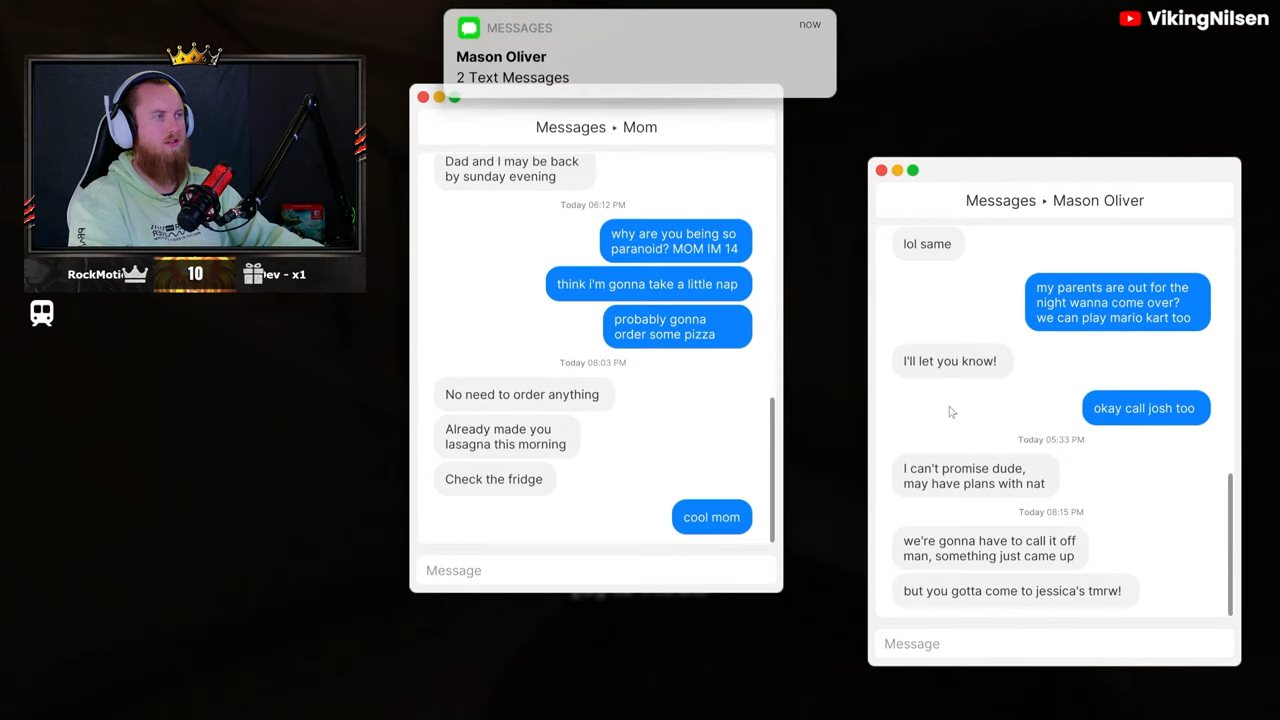 VikingNilsen
MESSAGES
now
Mason Oliver
2 Text Messages
RockMoti
10
ev - x1
Messages ‣ Mom
Dad and I may be back
by sunday evening
Today 06:12 PM
why are you being so
paranoid? MOM IM 14
think i'm gonna take a little nap
probably gonna
order some pizza
Today 08:03 PM
No need to order anything
Already made you
lasagna this morning
Check the fridge
cool mom
Message
Messages ‣ Mason Oliver
lol same
my parents are out for the
night wanna come over?
we can play mario kart too
I'll let you know!
okay call josh too
Today 05:33 PM
I can't promise dude,
may have plans with nat
Today 08:15 PM
we're gonna have to call it off
man, something just came up
but you gotta come to jessica's tmrw!
Message